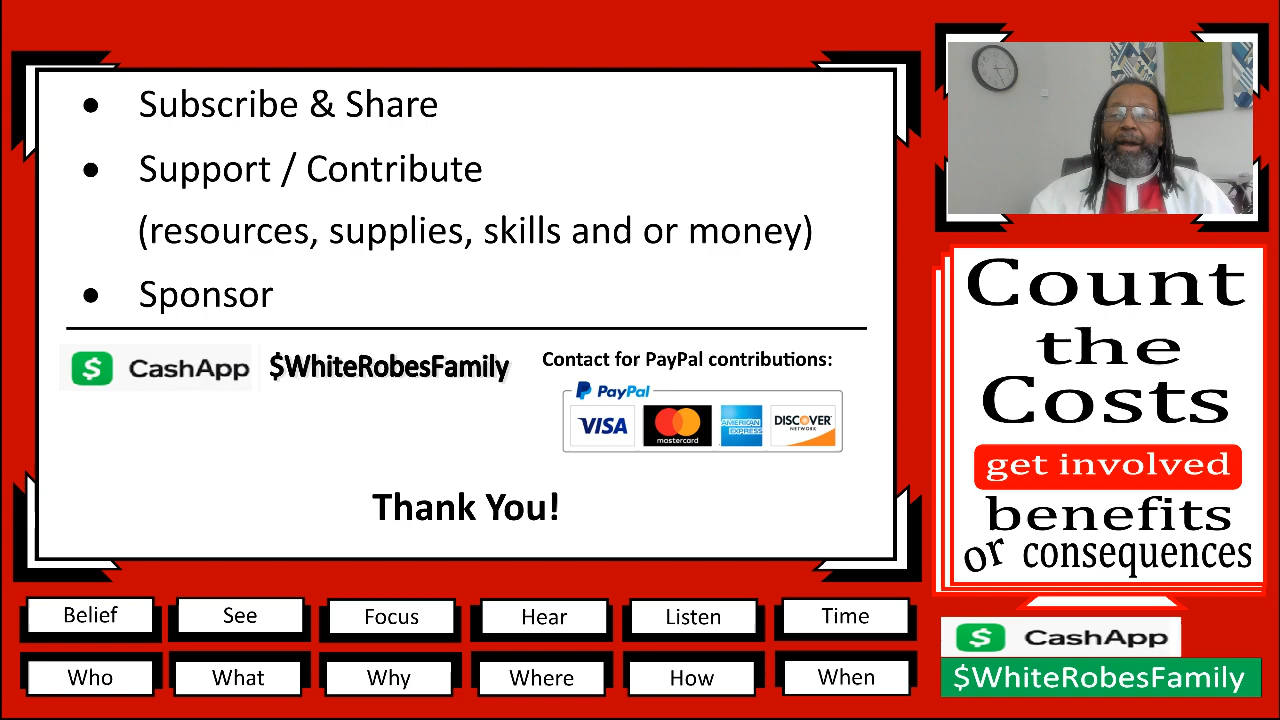 Subscribe & Share
Support / Contribute
(resources, supplies, skills and or money)
Sponsor
CashApp $WhiteRobesFamily
Contact for PayPal contributions:
PayPal
VISA mastercard AMERICAN EXPRESS DISCOVER NETWORK
Thank You!
Count
the
Costs
get involved
benefits
or consequences
CashApp
$WhiteRobesFamily
Belief See Focus Hear Listen Time
Who What Why Where How When